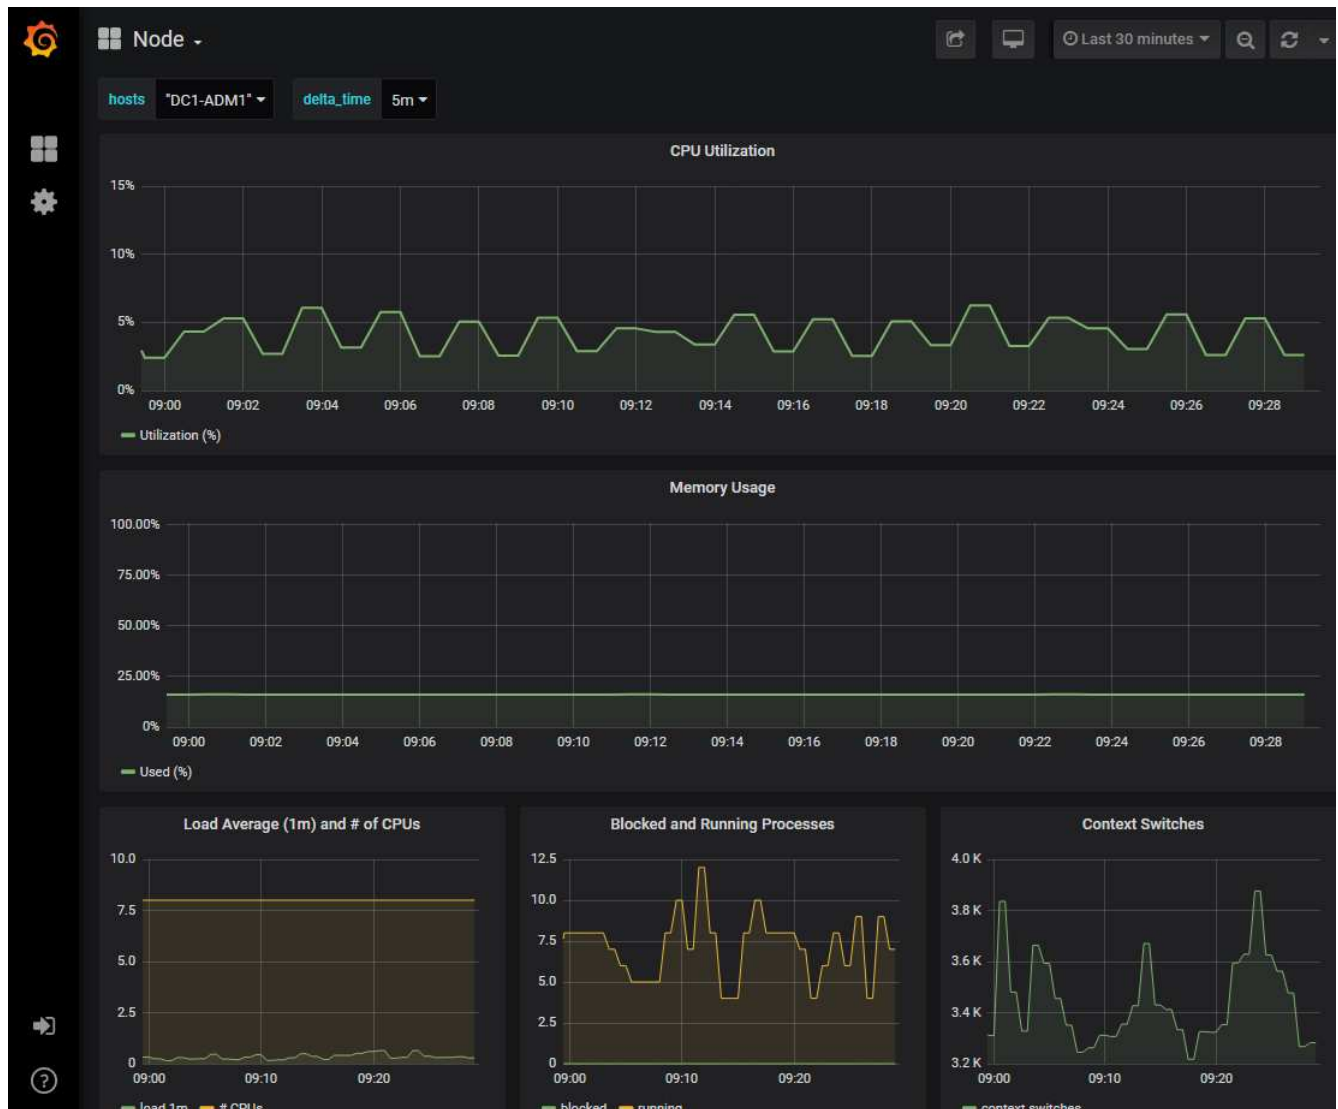 Node
Last 30 minutes
hosts "DC1-ADM1" delta_time 5m
CPU Utilization
15%
10%
5%
0%
09:00 09:02 09:04 09:06 09:08 09:10 09:12 09:14 09:16 09:18 09:20 09:22 09:24 09:26 09:28
Utilization (%)
Memory Usage
100.00%
75.00%
50.00%
25.00%
0%
09:00 09:02 09:04 09:06 09:08 09:10 09:12 09:14 09:16 09:18 09:20 09:22 09:24 09:26 09:28
Used (%)
Load Average (1m) and # of CPUs
10.0
7.5
5.0
2.5
0
09:00 09:10 09:20
load 1m # CPUs
Blocked and Running Processes
12.5
10.0
7.5
5.0
2.5
0
09:00 09:10 09:20
blocked running
Context Switches
4.0 K
3.8 K
3.6 K
3.4 K
3.2 K
09:00 09:10 09:20
context switches